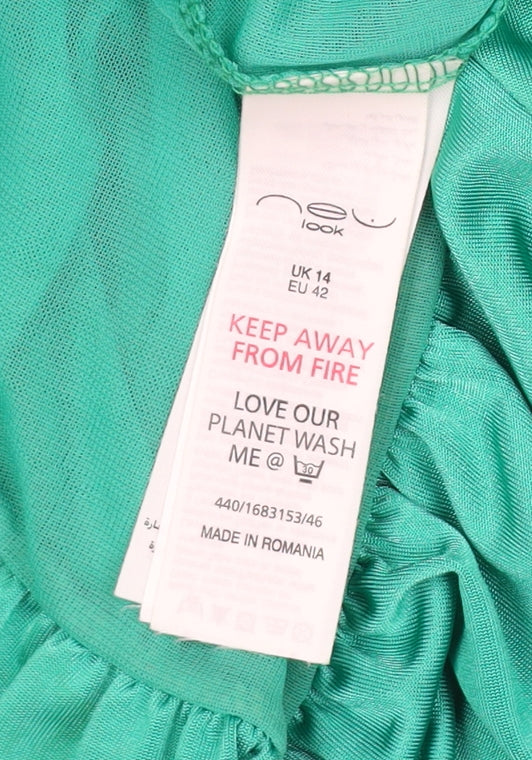 new
look
UK 14
EU 42
KEEP AWAY
FROM FIRE
LOVE OUR
PLANET WASH
ME @ 30
440/1683153/46
MADE IN ROMANIA